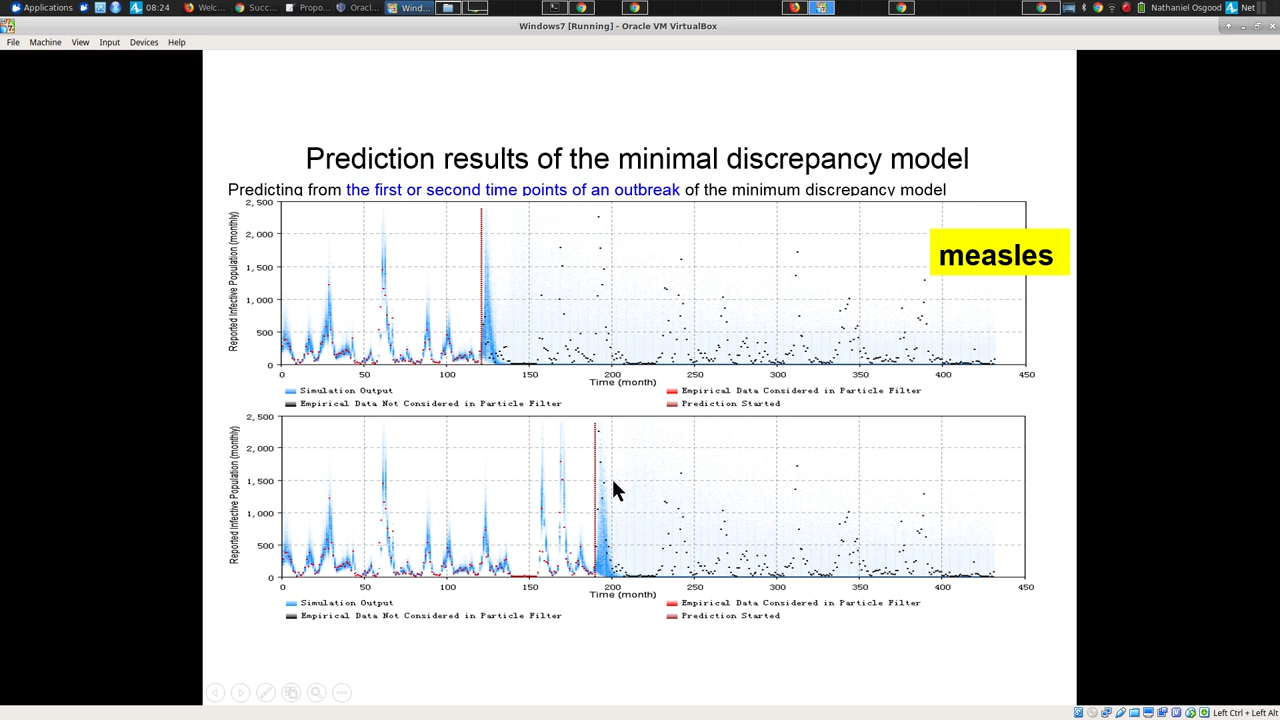 Applications 08:24 Welc... Succ... Propo... Oracl... Wind... Nathaniel Osgood Net
Windows7 [Running] - Oracle VM VirtualBox
File Machine View Input Devices Help
Prediction results of the minimal discrepancy model
Predicting from the first or second time points of an outbreak of the minimum discrepancy model
measles
Reported Infective Population (monthly)
2,500
2,000
1,500
1,000
500
0
0 50 100 150 200 250 300 350 400 450
Time (month)
Simulation Output Empirical Data Considered in Particle Filter
Empirical Data Not Considered in Particle Filter Prediction Started
Reported Infective Population (monthly)
2,500
2,000
1,500
1,000
500
0
0 50 100 150 200 250 300 350 400 450
Time (month)
Simulation Output Empirical Data Considered in Particle Filter
Empirical Data Not Considered in Particle Filter Prediction Started
Left Ctrl + Left Alt